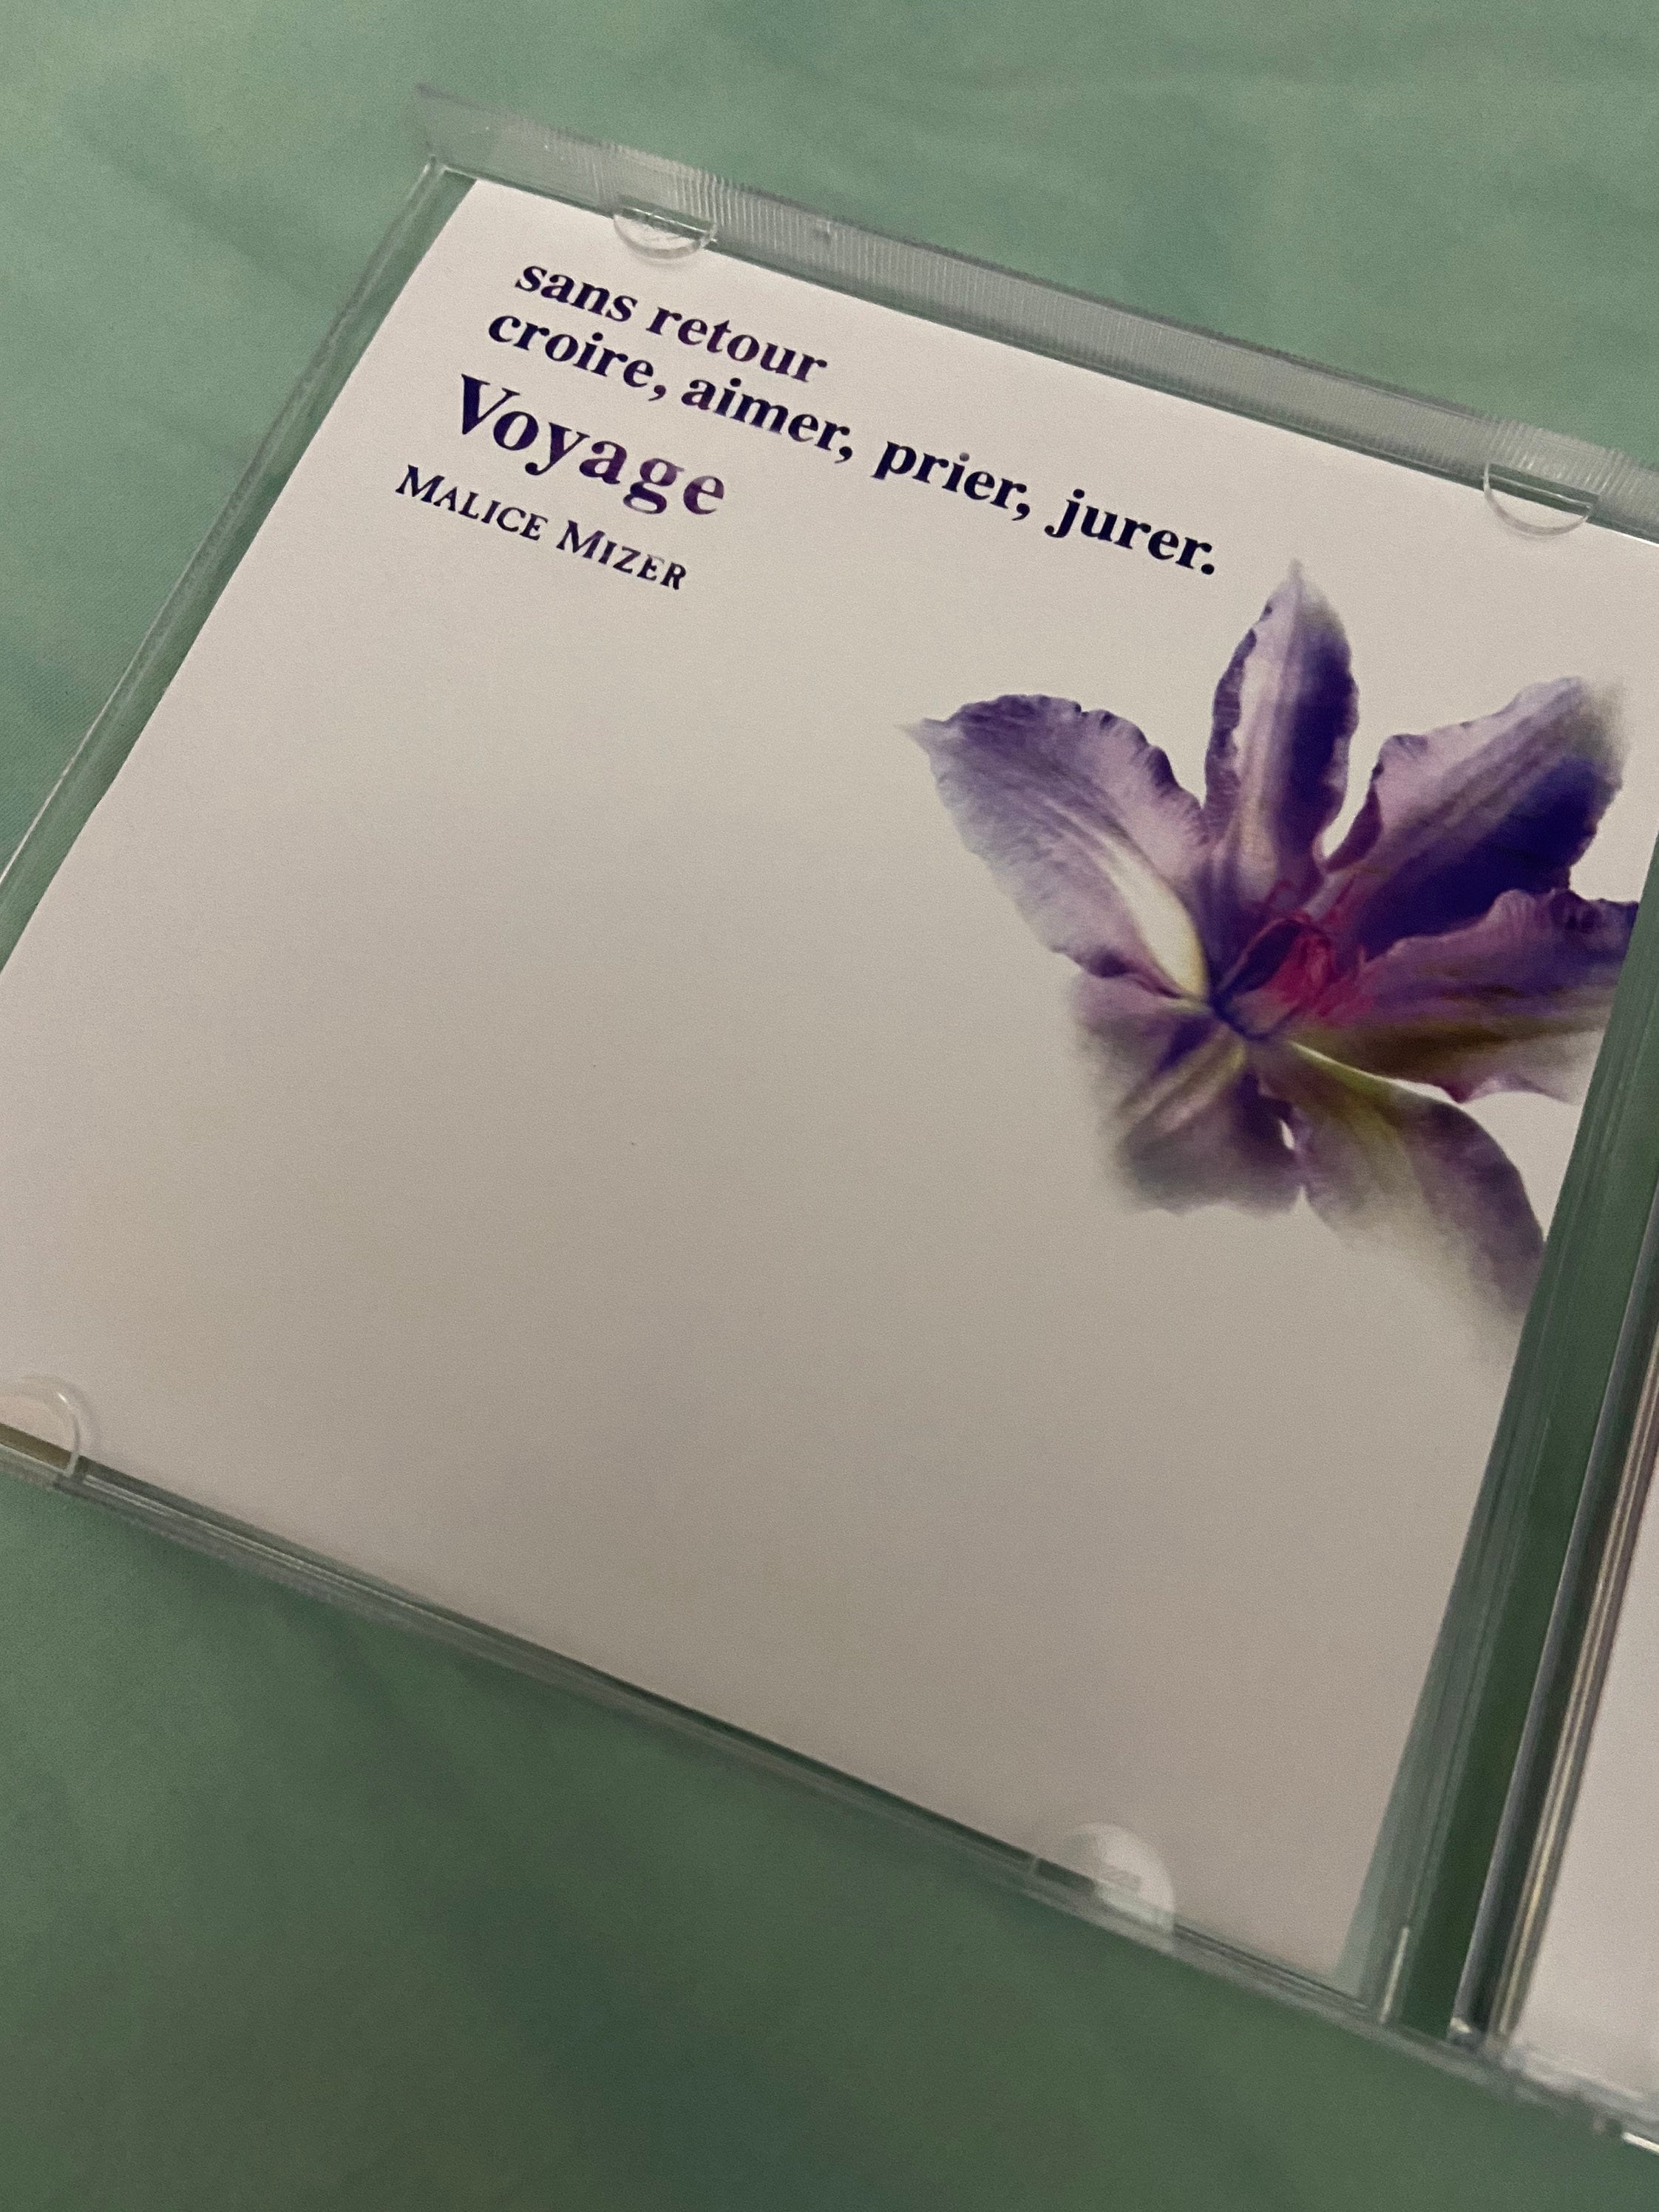 sans retour
croire, aimer, prier, jurer.
Voyage
MALICE MIZER